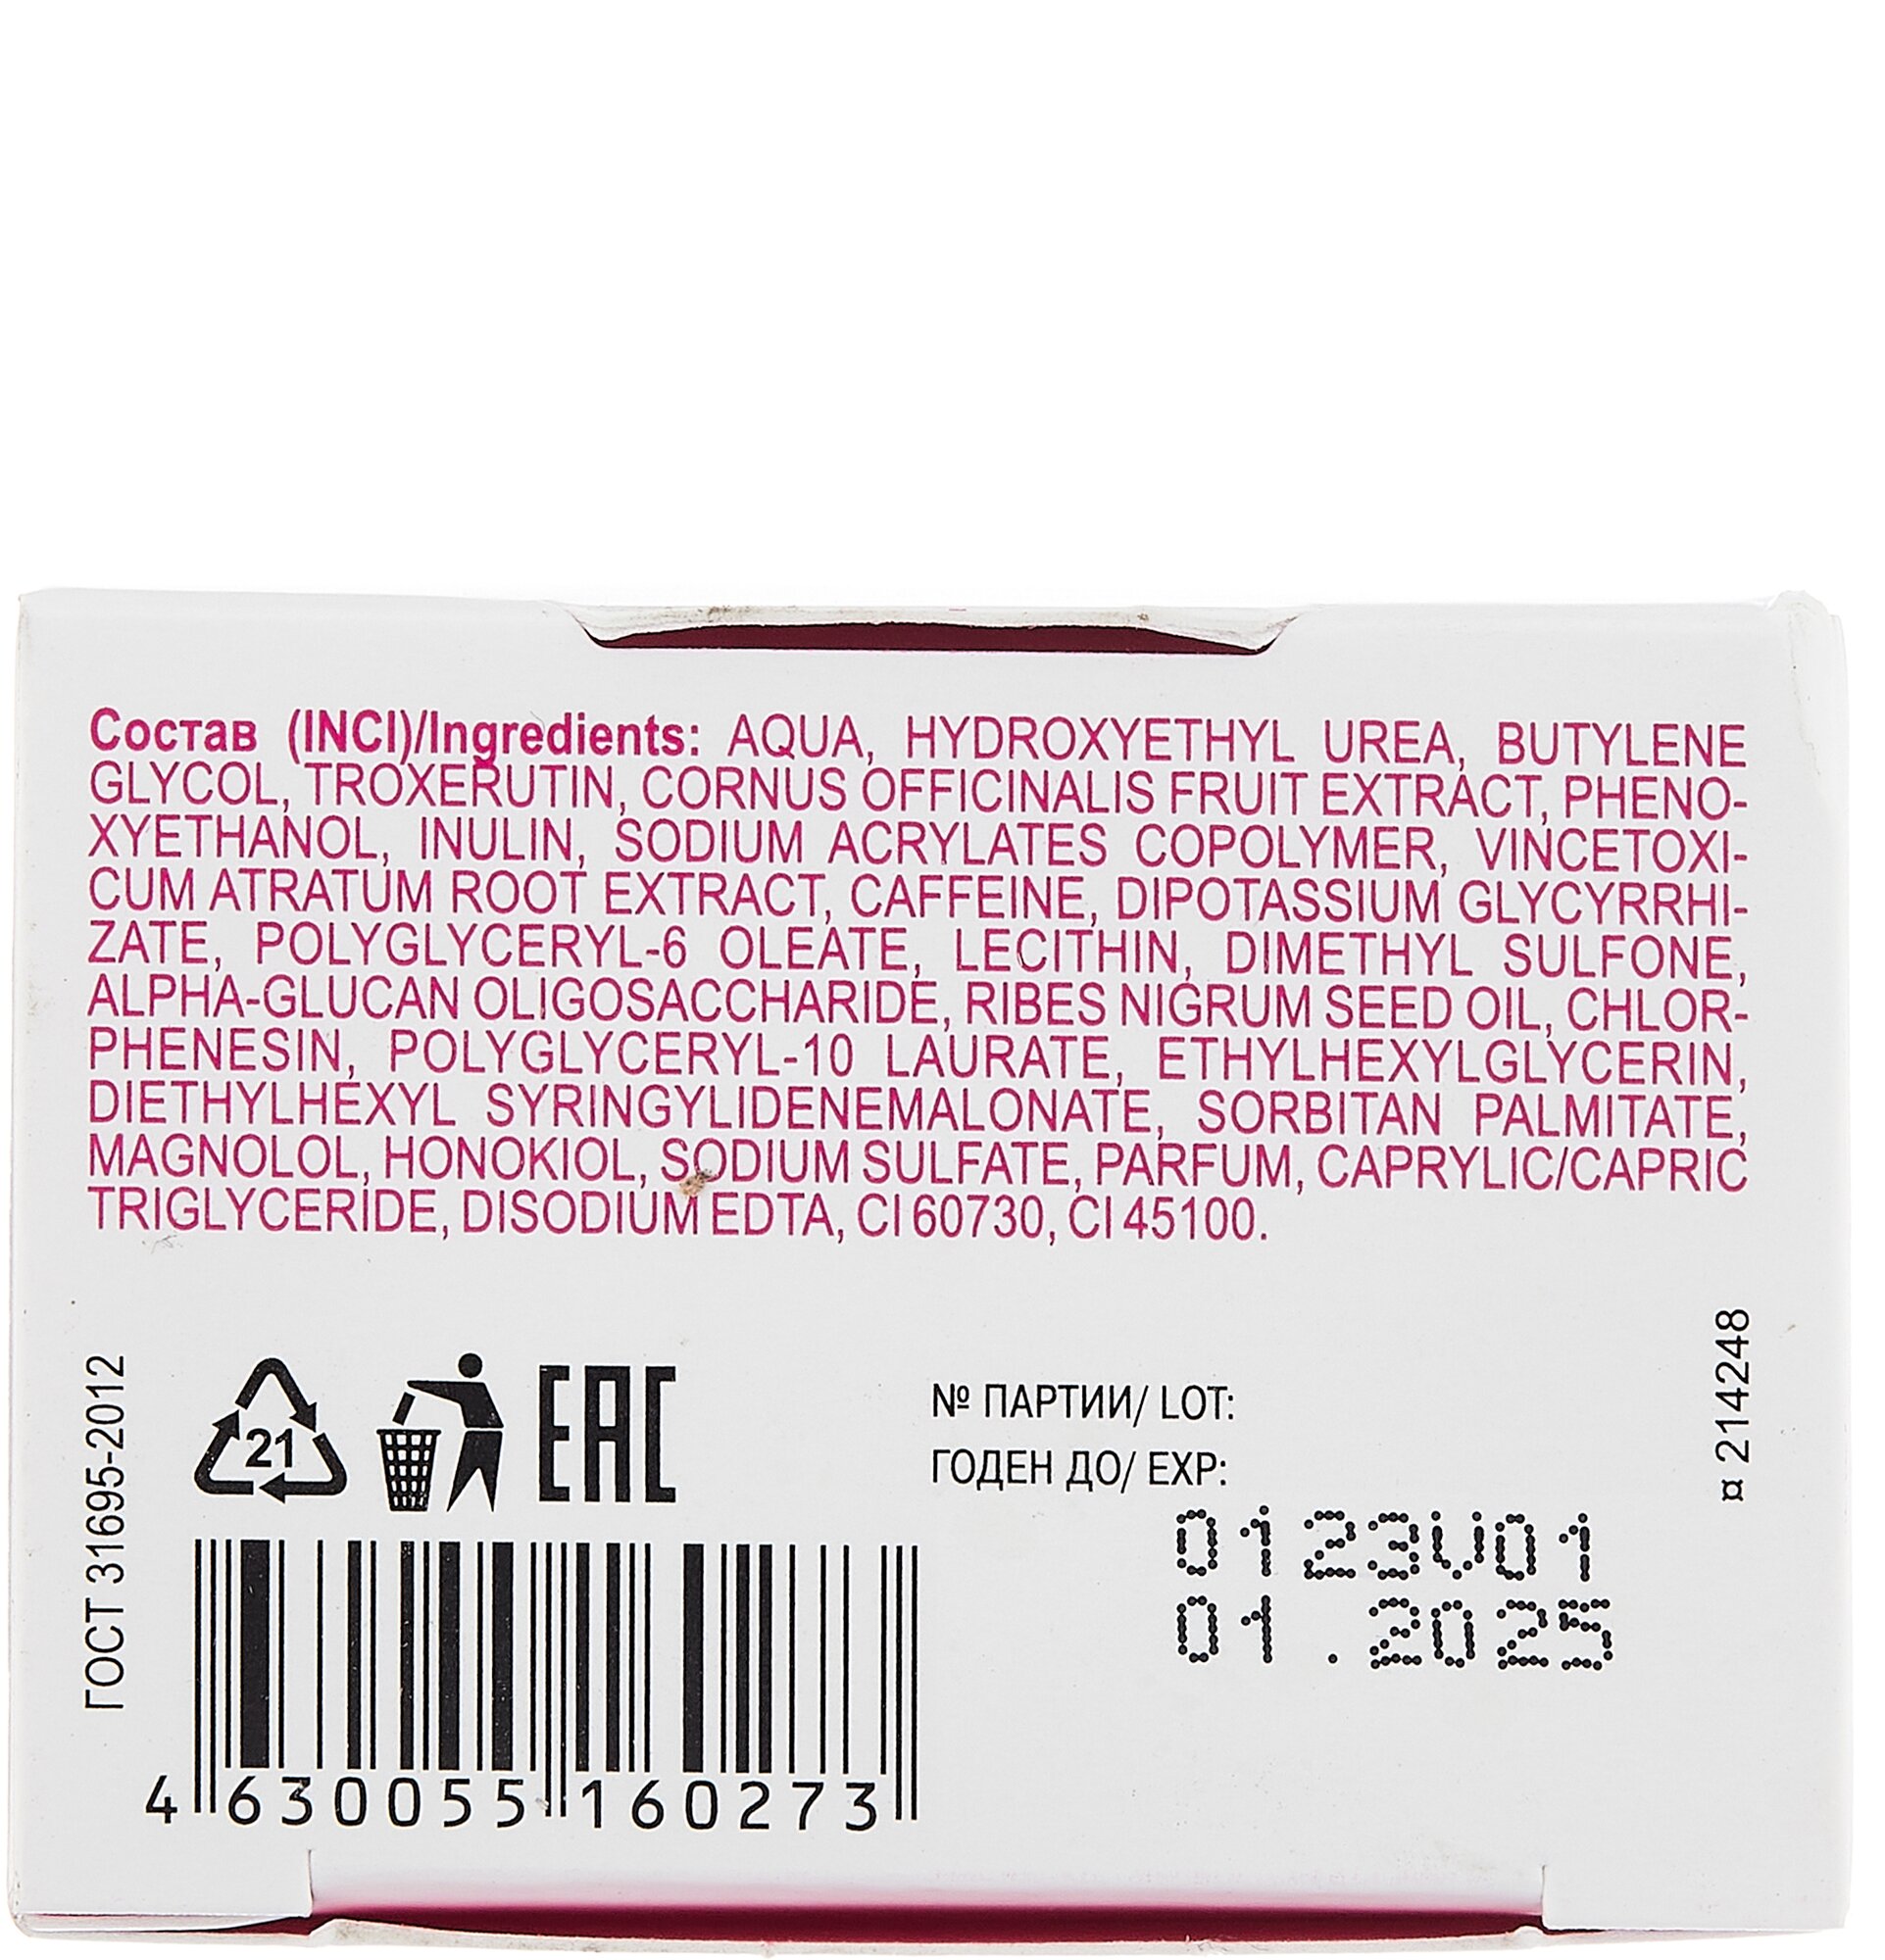 Состав (INCI)/Ingredients: AQUA, HYDROXYETHYL UREA, BUTYLENE
GLYCOL, TROXERUTIN, CORNUS OFFICINALIS FRUIT EXTRACT, PHENO-
XYETHANOL, INULIN, SODIUM ACRYLATES COPOLYMER, VINCETOXI-
CUM ATRATUM ROOT EXTRACT, CAFFEINE, DIPOTASSIUM GLYCYRRHI-
ZATE, POLYGLYCERYL-6 OLEATE, LECITHIN, DIMETHYL SULFONE,
ALPHA-GLUCAN OLIGOSACCHARIDE, RIBES NIGRUM SEED OIL, CHLOR-
PHENESIN, POLYGLYCERYL-10 LAURATE, ETHYLHEXYLGLYCERIN,
DIETHYLHEXYL SYRINGYLIDENEMALONATE, SORBITAN PALMITATE,
MAGNOLOL, HONOKIOL, SODIUM SULFATE, PARFUM, CAPRYLIC/CAPRIC
TRIGLYCERIDE, DISODIUM EDTA, CI 60730, CI 45100.
ГОСТ 31695-2012
21
EAC
№ ПАРТИИ/ LOT:
ГОДЕН ДО/ EXP:
0123V01
01.2025
¤ 214248
4 630055 160273